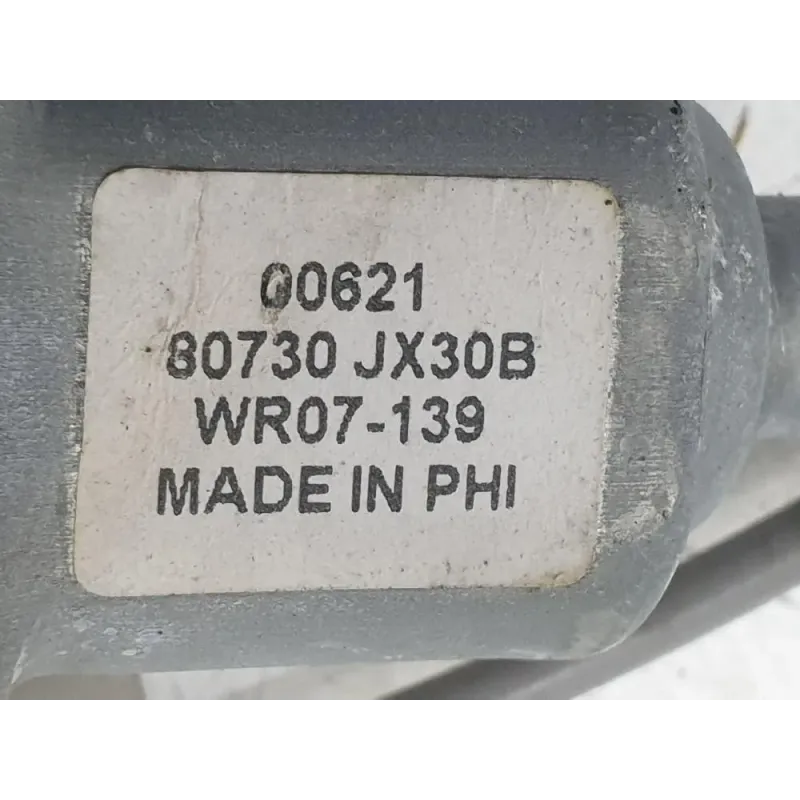 00621
80730 JX30B
WR07-139
MADE IN PHI